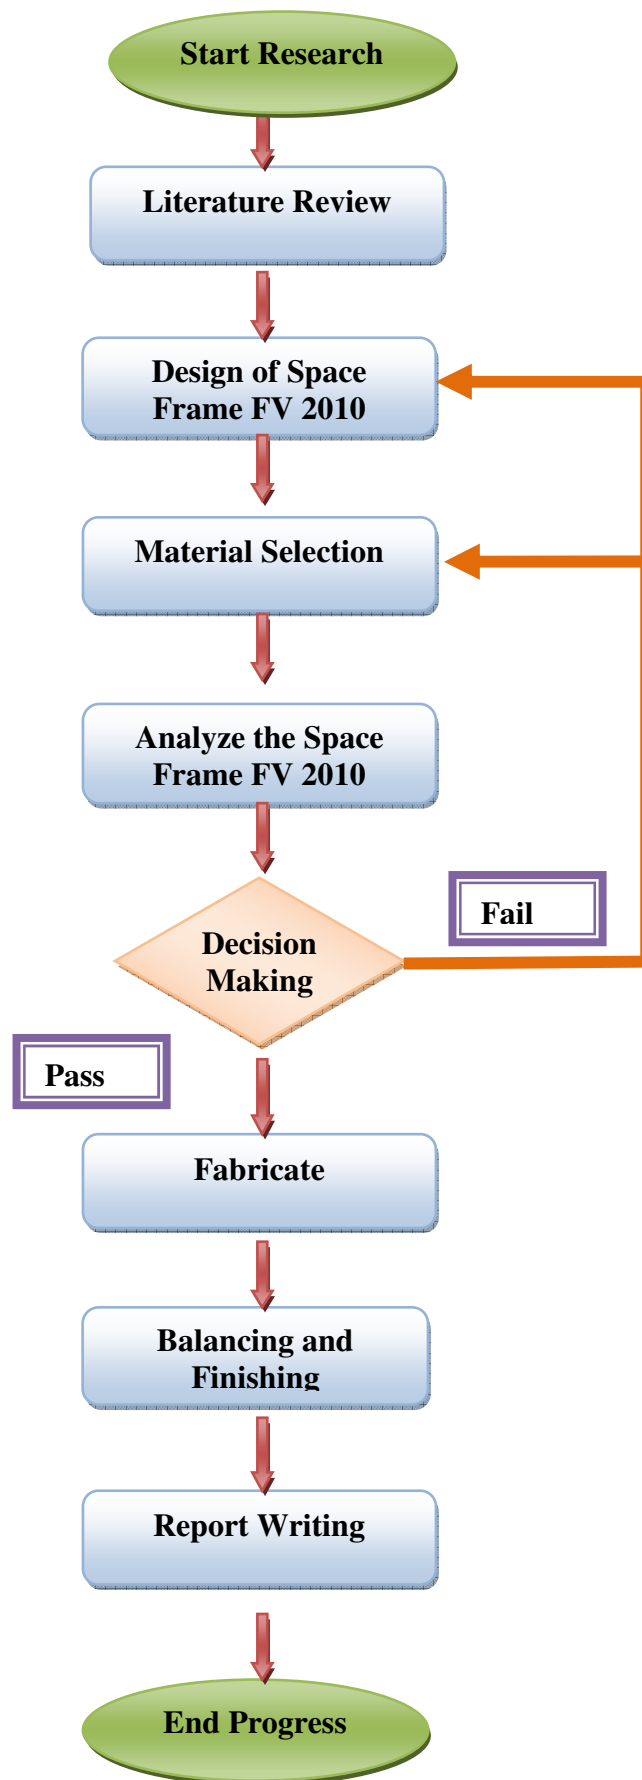 Start Research
Literature Review
Design of Space
Frame FV 2010
Material Selection
Analyze the Space
Frame FV 2010
Fail
Decision
Making
Pass
Fabricate
Balancing and
Finishing
Report Writing
End Progress